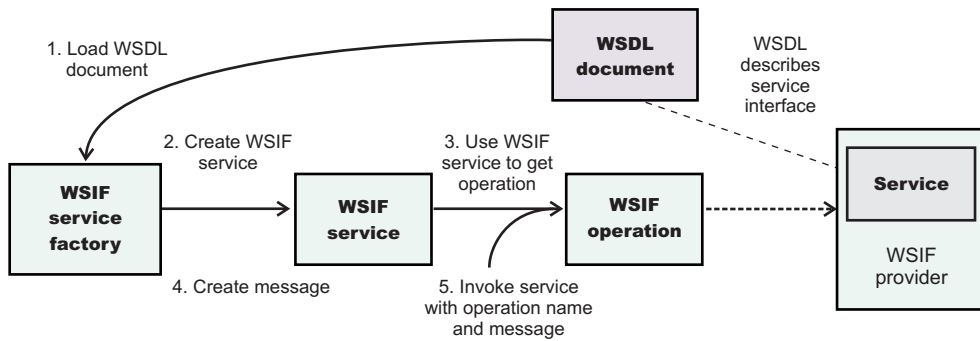 1. Load WSDL
document
WSDL
document
WSDL
describes
service
interface
2. Create WSIF
service
3. Use WSIF
service to get
operation
WSIF
service
factory
WSIF
service
WSIF
operation
Service
WSIF
provider
4. Create message
5. Invoke service
with operation name
and message